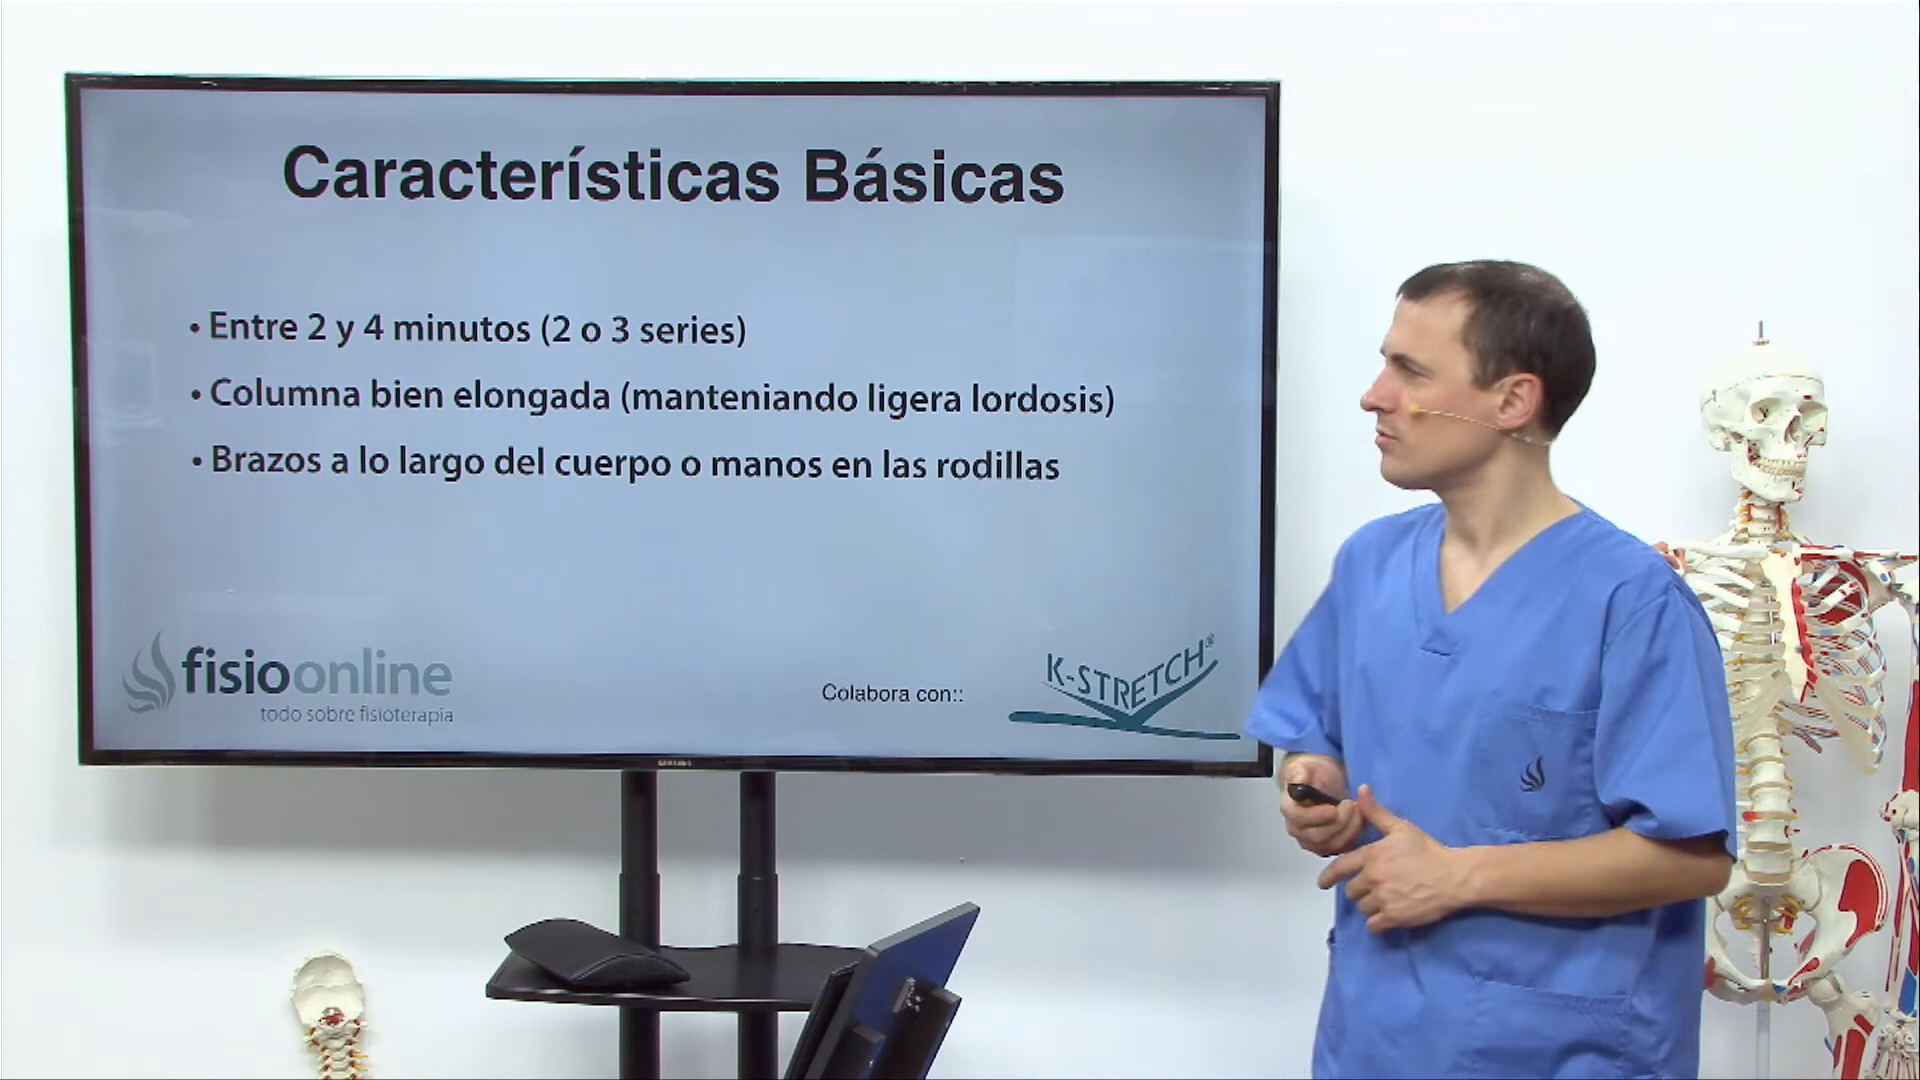 Características Básicas
• Entre 2 y 4 minutos (2 o 3 series)
• Columna bien elongada (manteniando ligera lordosis)
• Brazos a lo largo del cuerpo o manos en las rodillas
fisioonline
todo sobre fisioterapia
Colabora con::
K-STRETCH®
SAMSUNG